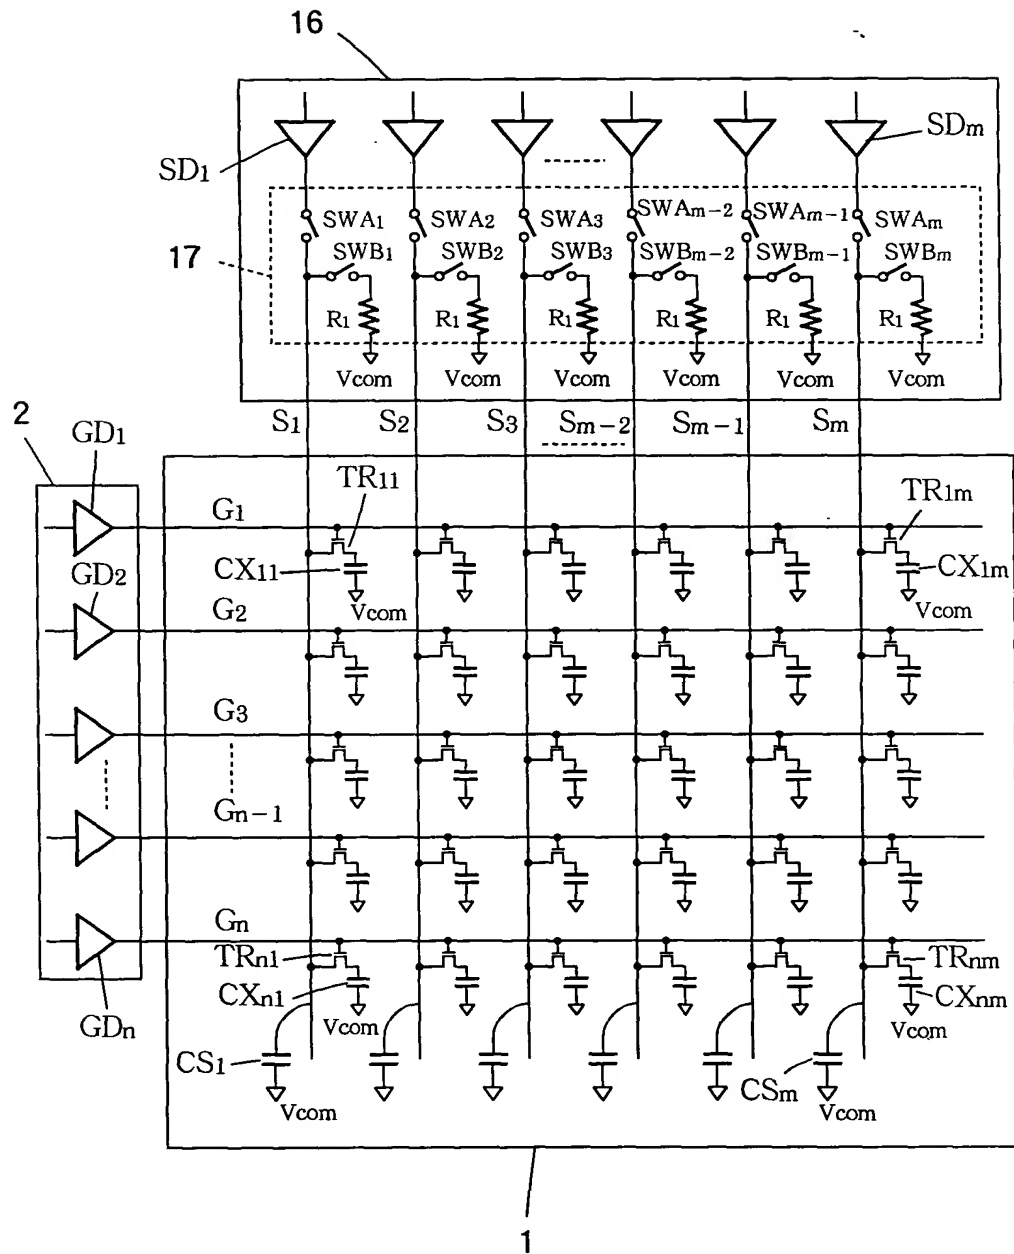 16
SD1
SDm
17
SWA1 SWA2 SWA3 SWAm-2 SWAm-1 SWAm
SWB1 SWB2 SWB3 SWBm-2 SWBm-1 SWBm
R1 R1 R1 R1 R1 R1
Vcom Vcom Vcom Vcom Vcom Vcom
S1 S2 S3 Sm-2 Sm-1 Sm
2
GD1
G1 TR11 TR1m
CX11 CX1m
GD2
G2 Vcom Vcom
G3
Gn-1
Gn
TRn1 TRnm
CXn1 CXnm
GDn
Vcom Vcom
CS1 CSm
Vcom Vcom
1